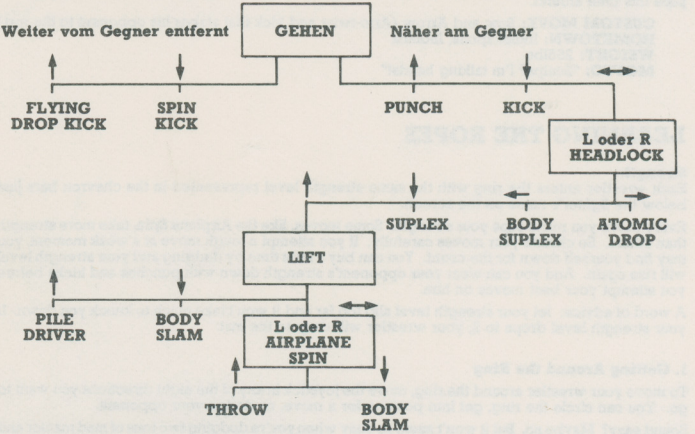 Weiter vom Gegner entfernt
GEHEN
Näher am Gegner
FLYING
DROP KICK
SPIN
KICK
PUNCH
KICK
L oder R
HEADLOCK
SUPLEX
BODY
SUPLEX
ATOMIC
DROP
LIFT
PILE
DRIVER
BODY
SLAM
L oder R
AIRPLANE
SPIN
THROW
BODY
SLAM